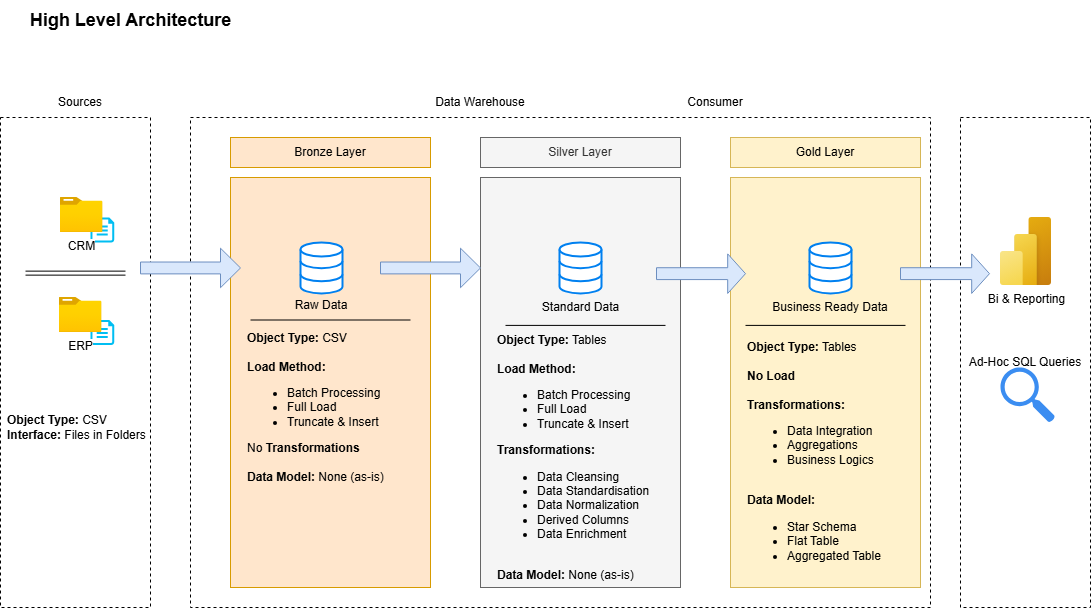 High Level Architecture
Sources
Data Warehouse
Consumer
CRM
ERP
Object Type: CSV
Interface: Files in Folders
Bronze Layer
Raw Data
Object Type: CSV
Load Method:
Batch Processing
Full Load
Truncate & Insert
No Transformations
Data Model: None (as-is)
Silver Layer
Standard Data
Object Type: Tables
Load Method:
Batch Processing
Full Load
Truncate & Insert
Transformations:
Data Cleansing
Data Standardisation
Data Normalization
Derived Columns
Data Enrichment
Data Model: None (as-is)
Gold Layer
Business Ready Data
Object Type: Tables
No Load
Transformations:
Data Integration
Aggregations
Business Logics
Data Model:
Star Schema
Flat Table
Aggregated Table
Bi & Reporting
Ad-Hoc SQL Queries